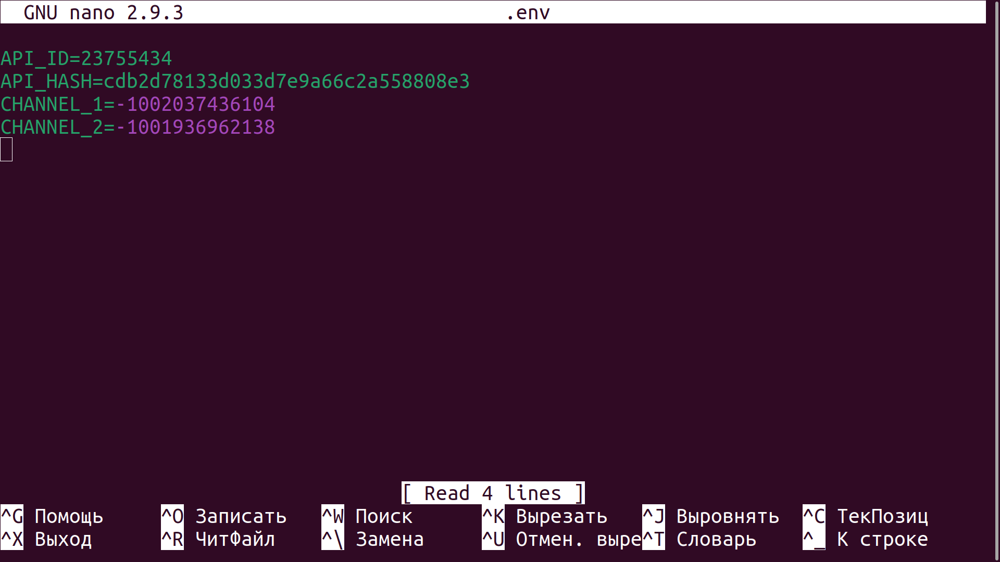 GNU nano 2.9.3 .env
API_ID=23755434
API_HASH=cdb2d78133d033d7e9a66c2a558808e3
CHANNEL_1=-1002037436104
CHANNEL_2=-1001936962138
[ Read 4 lines ]
^G Помощь ^O Записать ^W Поиск ^K Вырезать ^J Выровнять ^C ТекПозиц
^X Выход ^R ЧитФайл ^\ Замена ^U Отмен. выре^T Словарь ^_ К строке